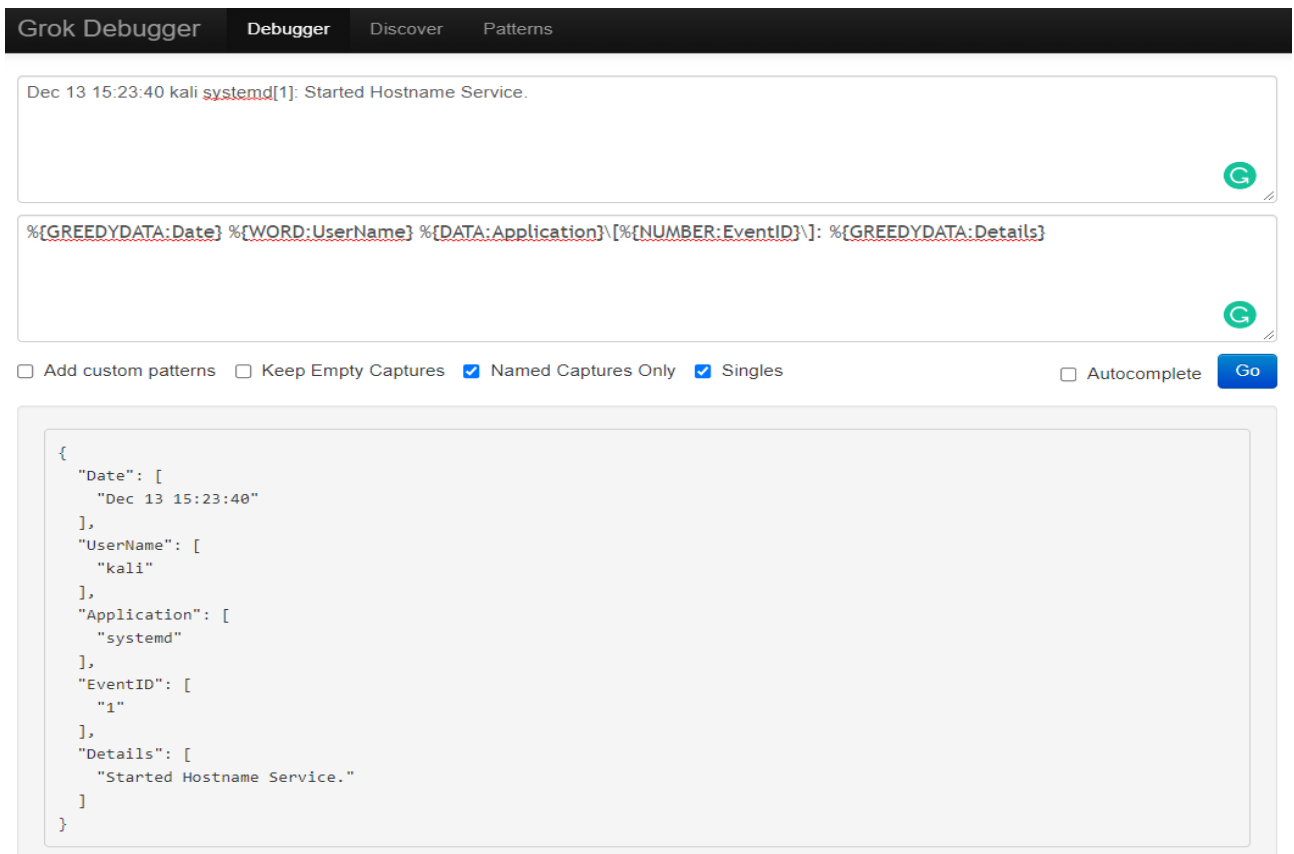 Grok Debugger Debugger Discover Patterns
Dec 13 15:23:40 kali systemd[1]: Started Hostname Service.
%{GREEDYDATA:Date} %{WORD:UserName} %{DATA:Application}\[%{NUMBER:EventID}\]: %{GREEDYDATA:Details}
Add custom patterns Keep Empty Captures Named Captures Only Singles Autocomplete Go
{
  "Date": [
    "Dec 13 15:23:40"
  ],
  "UserName": [
    "kali"
  ],
  "Application": [
    "systemd"
  ],
  "EventID": [
    "1"
  ],
  "Details": [
    "Started Hostname Service."
  ]
}